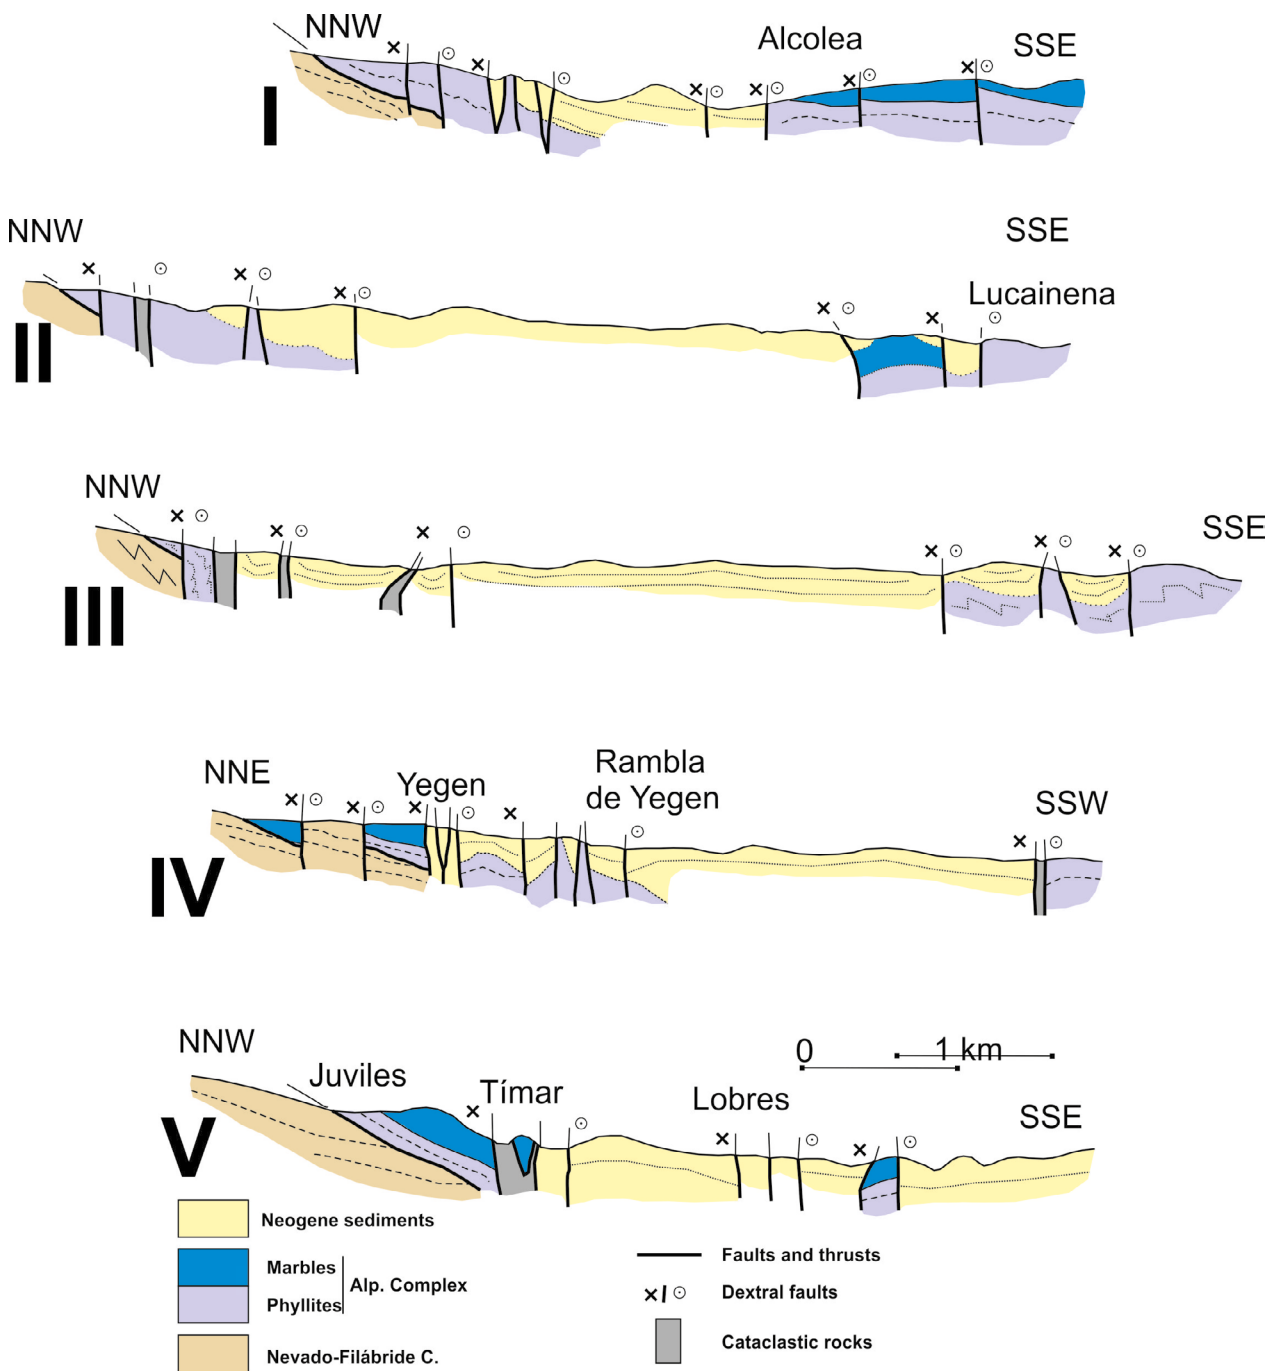 NNW
Alcolea
SSE
I
NNW
SSE
Lucainena
II
NNW
SSE
III
NNE
Yegen
Rambla
de Yegen
SSW
IV
NNW
Juviles
Tímar
Lobres
0
1 km
SSE
V
Neogene sediments
Marbles
Alp. Complex
Phyllites
Nevado-Filábride C.
Faults and thrusts
Dextral faults
Cataclastic rocks